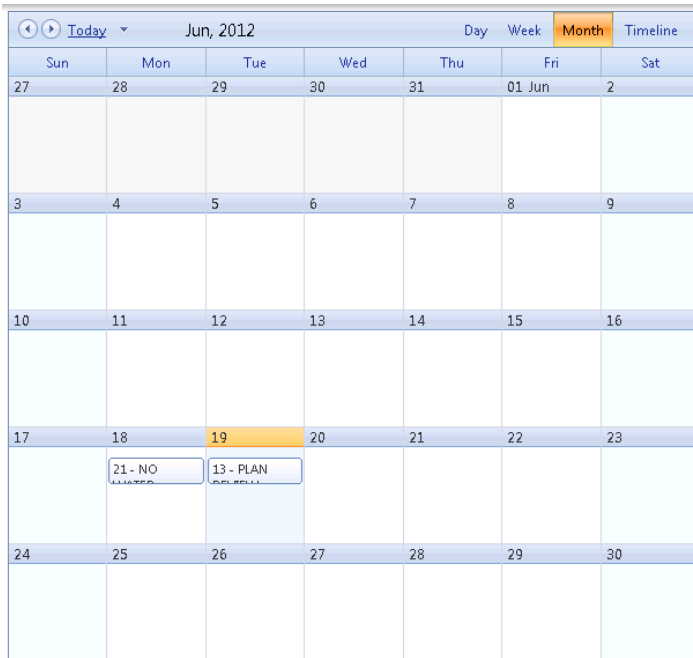 Today Jun, 2012 Day Week Month Timeline
Sun Mon Tue Wed Thu Fri Sat
27 28 29 30 31 01 Jun 2
3 4 5 6 7 8 9
10 11 12 13 14 15 16
17 18 19 20 21 22 23
21 - NO 13 - PLAN
24 25 26 27 28 29 30